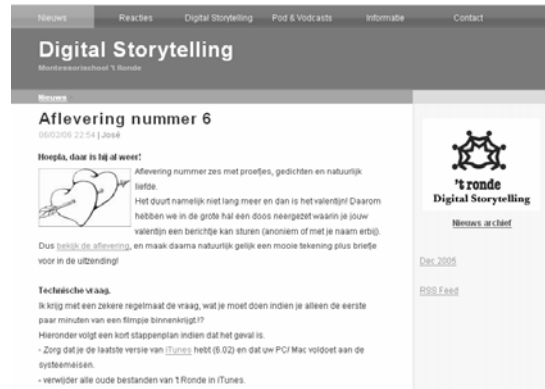 Nieuws Reacties Digital Storytelling Pod & Vodcasts Informatie Contact
Digital Storytelling
Montessorischool 't Ronde
Nieuws
Aflevering nummer 6
06/02/06 22:54 | José
Hoepla, daar is hij al weer!
Aflevering nummer zes met proefjes, gedichten en natuurlijk
liefde.
Het duurt namelijk niet lang meer en dan is het valentijn! Daarom
hebben we in de grote hal een doos neergezet waarin je jouw
valentijn een berichtje kan sturen (anoniem of met je naam erbij).
Dus bekijk de aflevering, en maak daarna natuurlijk gelijk een mooie tekening plus briefje
voor in de uitzending!
Technische vraag.
Ik krijg met een zekere regelmaat de vraag, wat je moet doen indien je alleen de eerste
paar minuten van een filmpje binnenkrijgt!?
Hieronder volgt een kort stappenplan indien dat het geval is.
- Zorg dat je de laatste versie van iTunes hebt (6.02) en dat uw PC/ Mac voldoet aan de
systeemeisen.
- verwijder alle oude bestanden van 't Ronde in iTunes.
't ronde
Digital Storytelling
Nieuws archief
Dec 2005
RSS Feed